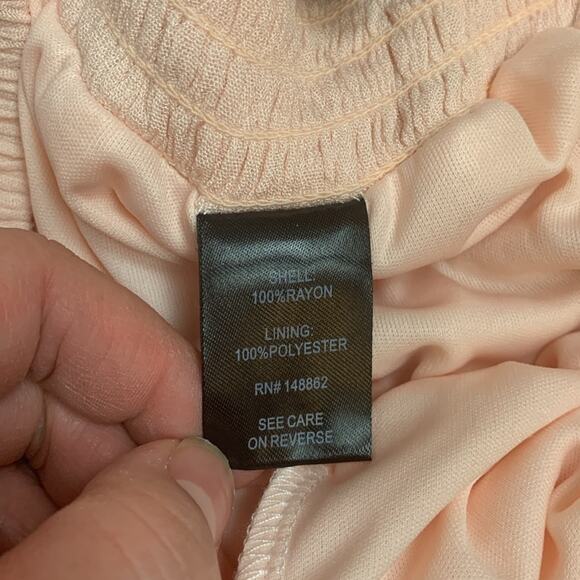 SHELL:
100%RAYON
LINING:
100%POLYESTER
RN# 148862
SEE CARE
ON REVERSE